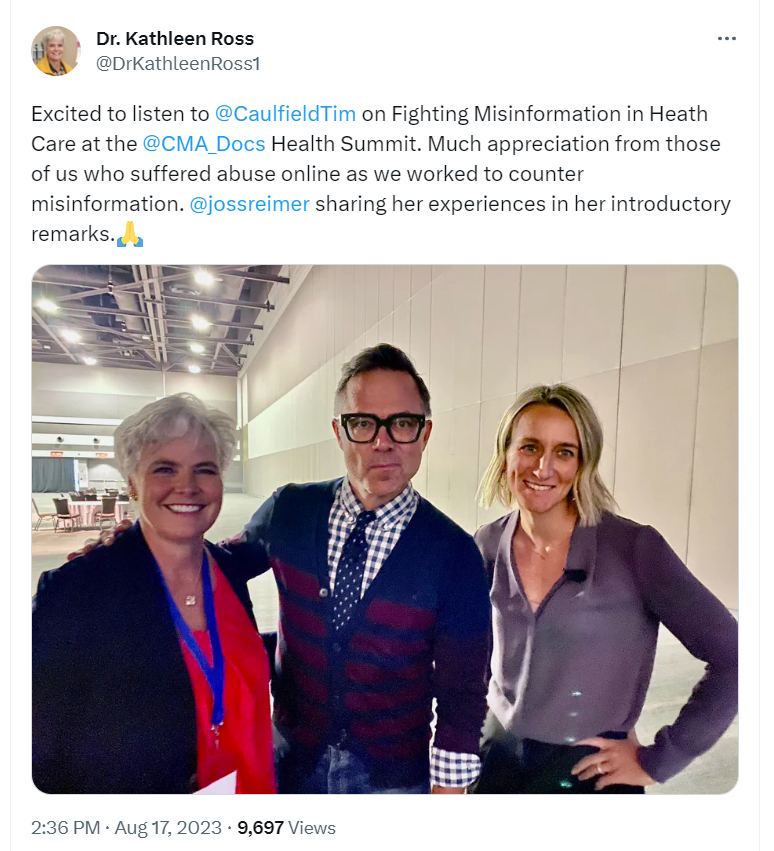 Dr. Kathleen Ross
@DrKathleenRoss1
Excited to listen to @CaulfieldTim on Fighting Misinformation in Heath
Care at the @CMA_Docs Health Summit. Much appreciation from those
of us who suffered abuse online as we worked to counter
misinformation. @jossreimer sharing her experiences in her introductory
remarks.🙏
2:36 PM · Aug 17, 2023 · 9,697 Views